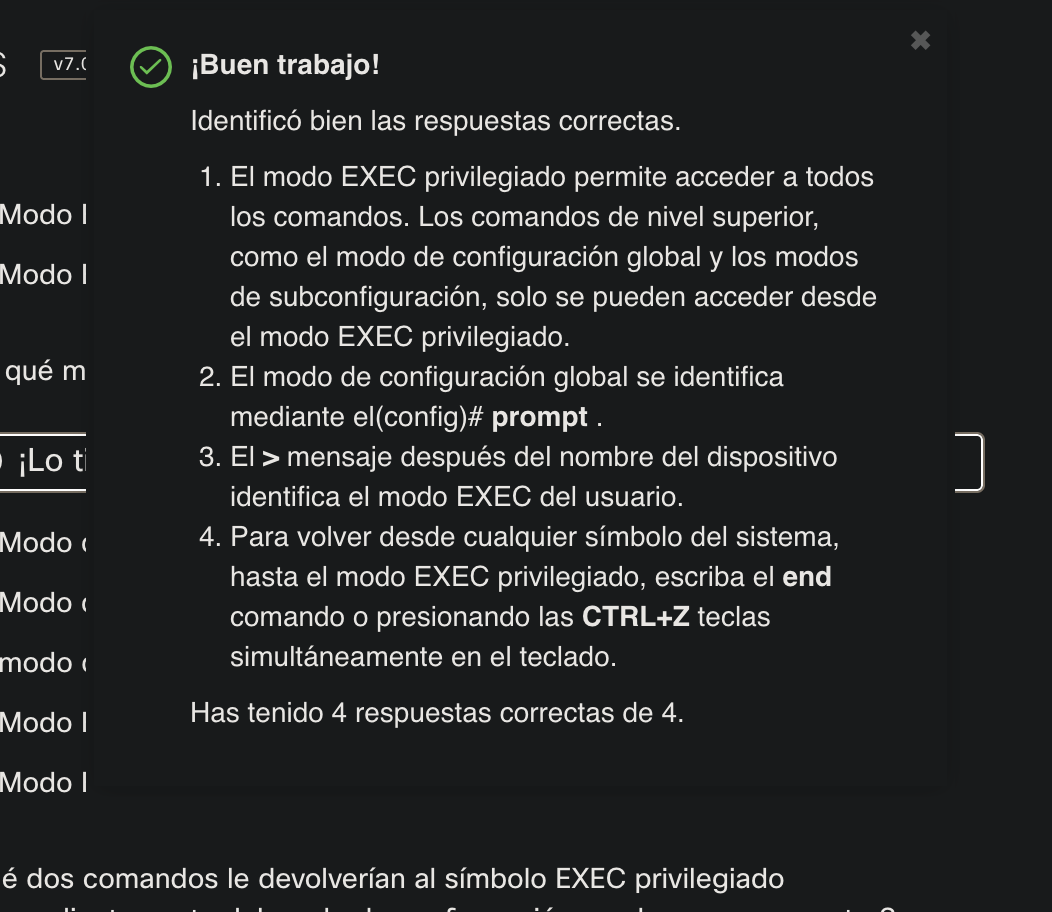 v7.0
¡Buen trabajo!
Identificó bien las respuestas correctas.
1. El modo EXEC privilegiado permite acceder a todos
los comandos. Los comandos de nivel superior,
como el modo de configuración global y los modos
de subconfiguración, solo se pueden acceder desde
el modo EXEC privilegiado.
2. El modo de configuración global se identifica
mediante el(config)# prompt .
3. El > mensaje después del nombre del dispositivo
identifica el modo EXEC del usuario.
4. Para volver desde cualquier símbolo del sistema,
hasta el modo EXEC privilegiado, escriba el end
comando o presionando las CTRL+Z teclas
simultáneamente en el teclado.
Has tenido 4 respuestas correctas de 4.
Modo
Modo
qué
¡Lo
Modo
Modo
modo
Modo
Modo
dos comandos le devolverían al símbolo EXEC privilegiado